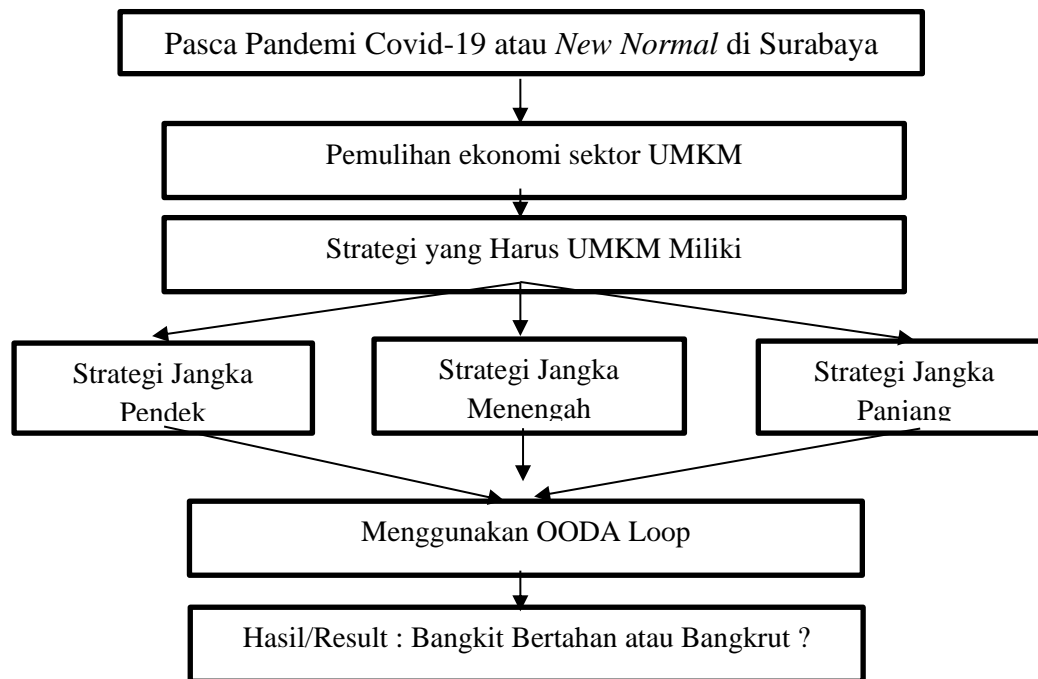 Pasca Pandemi Covid-19 atau New Normal di Surabaya
Pemulihan ekonomi sektor UMKM
Strategi yang Harus UMKM Miliki
Strategi Jangka
Pendek
Strategi Jangka
Menengah
Strategi Jangka
Panjang
Menggunakan OODA Loop
Hasil/Result : Bangkit Bertahan atau Bangkrut ?